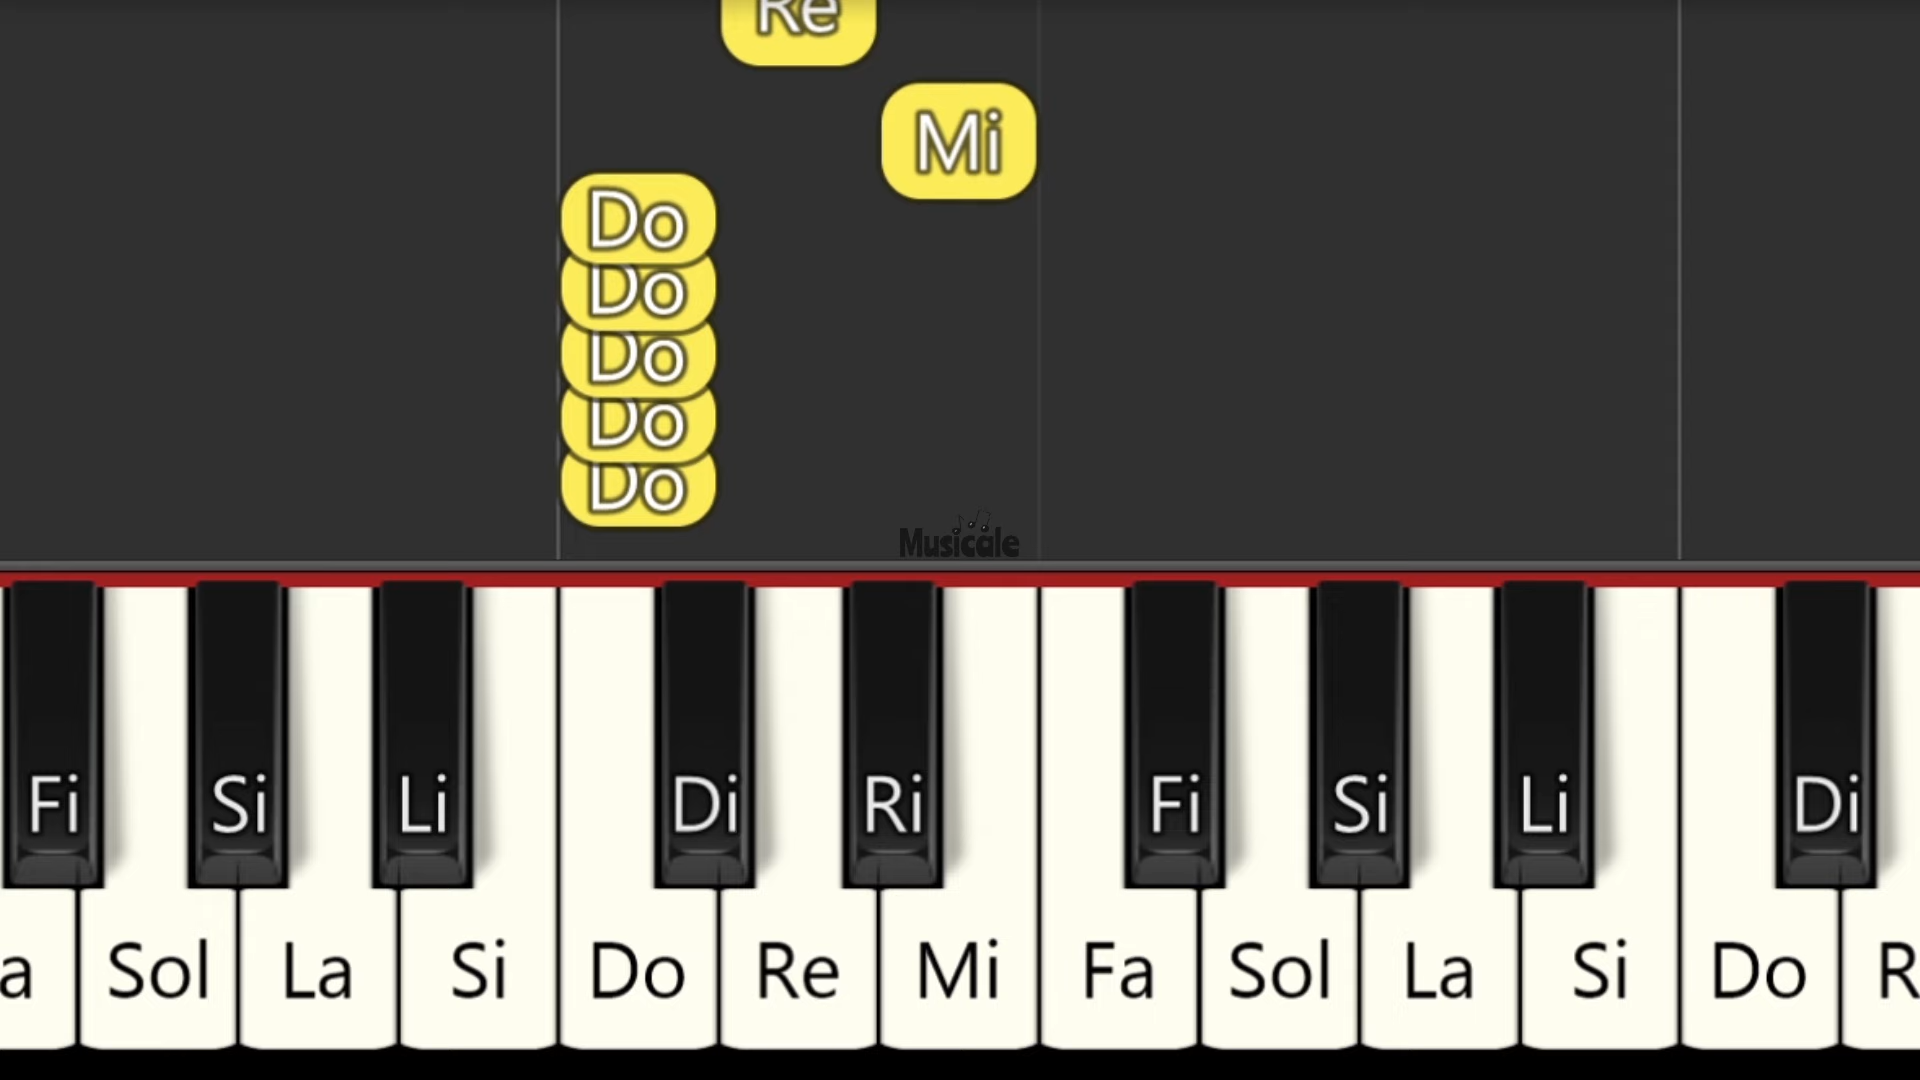 Re
Mi
Do
Do
Do
Do
Do
Musicale
Fi Si Li Di Ri Fi Si Li Di
a Sol La Si Do Re Mi Fa Sol La Si Do R